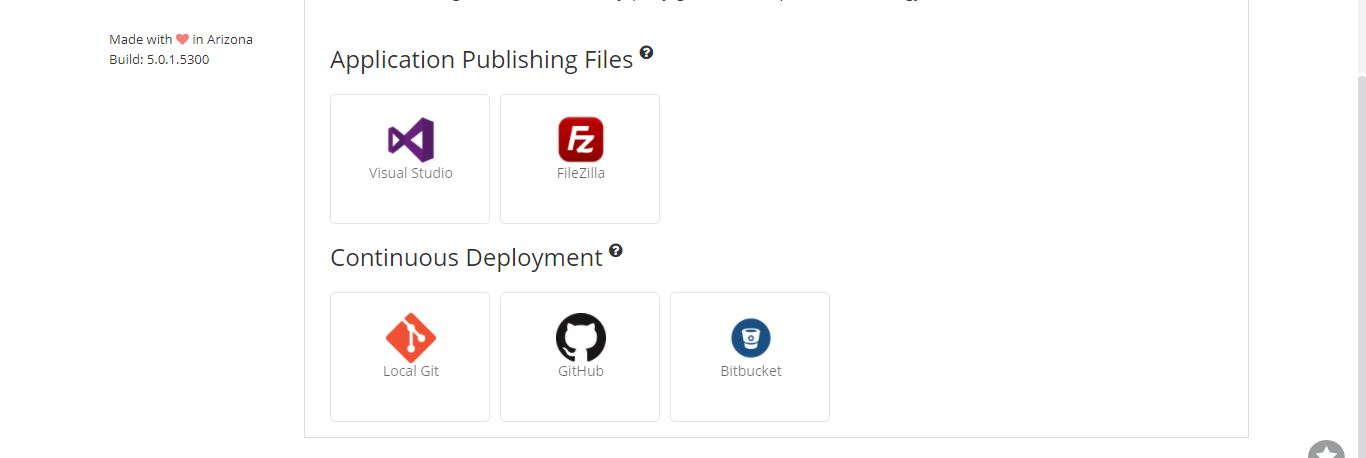 Made with ❤ in Arizona
Build: 5.0.1.5300
Application Publishing Files ?
Visual Studio
FileZilla
Continuous Deployment ?
Local Git
GitHub
Bitbucket